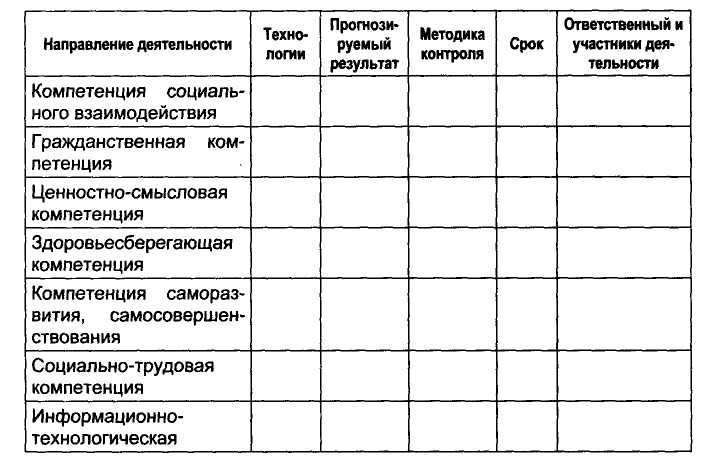 Направление деятельности
Техно-
логии
Прогнози-
руемый
результат
Методика
контроля
Срок
Ответственный и
участники дея-
тельности
Компетенция социаль-
ного взаимодействия
Гражданственная ком-
петенция
Ценностно-смысловая
компетенция
Здоровьесберегающая
компетенция
Компетенция самораз-
вития, самосовершен-
ствования
Социально-трудовая
компетенция
Информационно-
технологическая